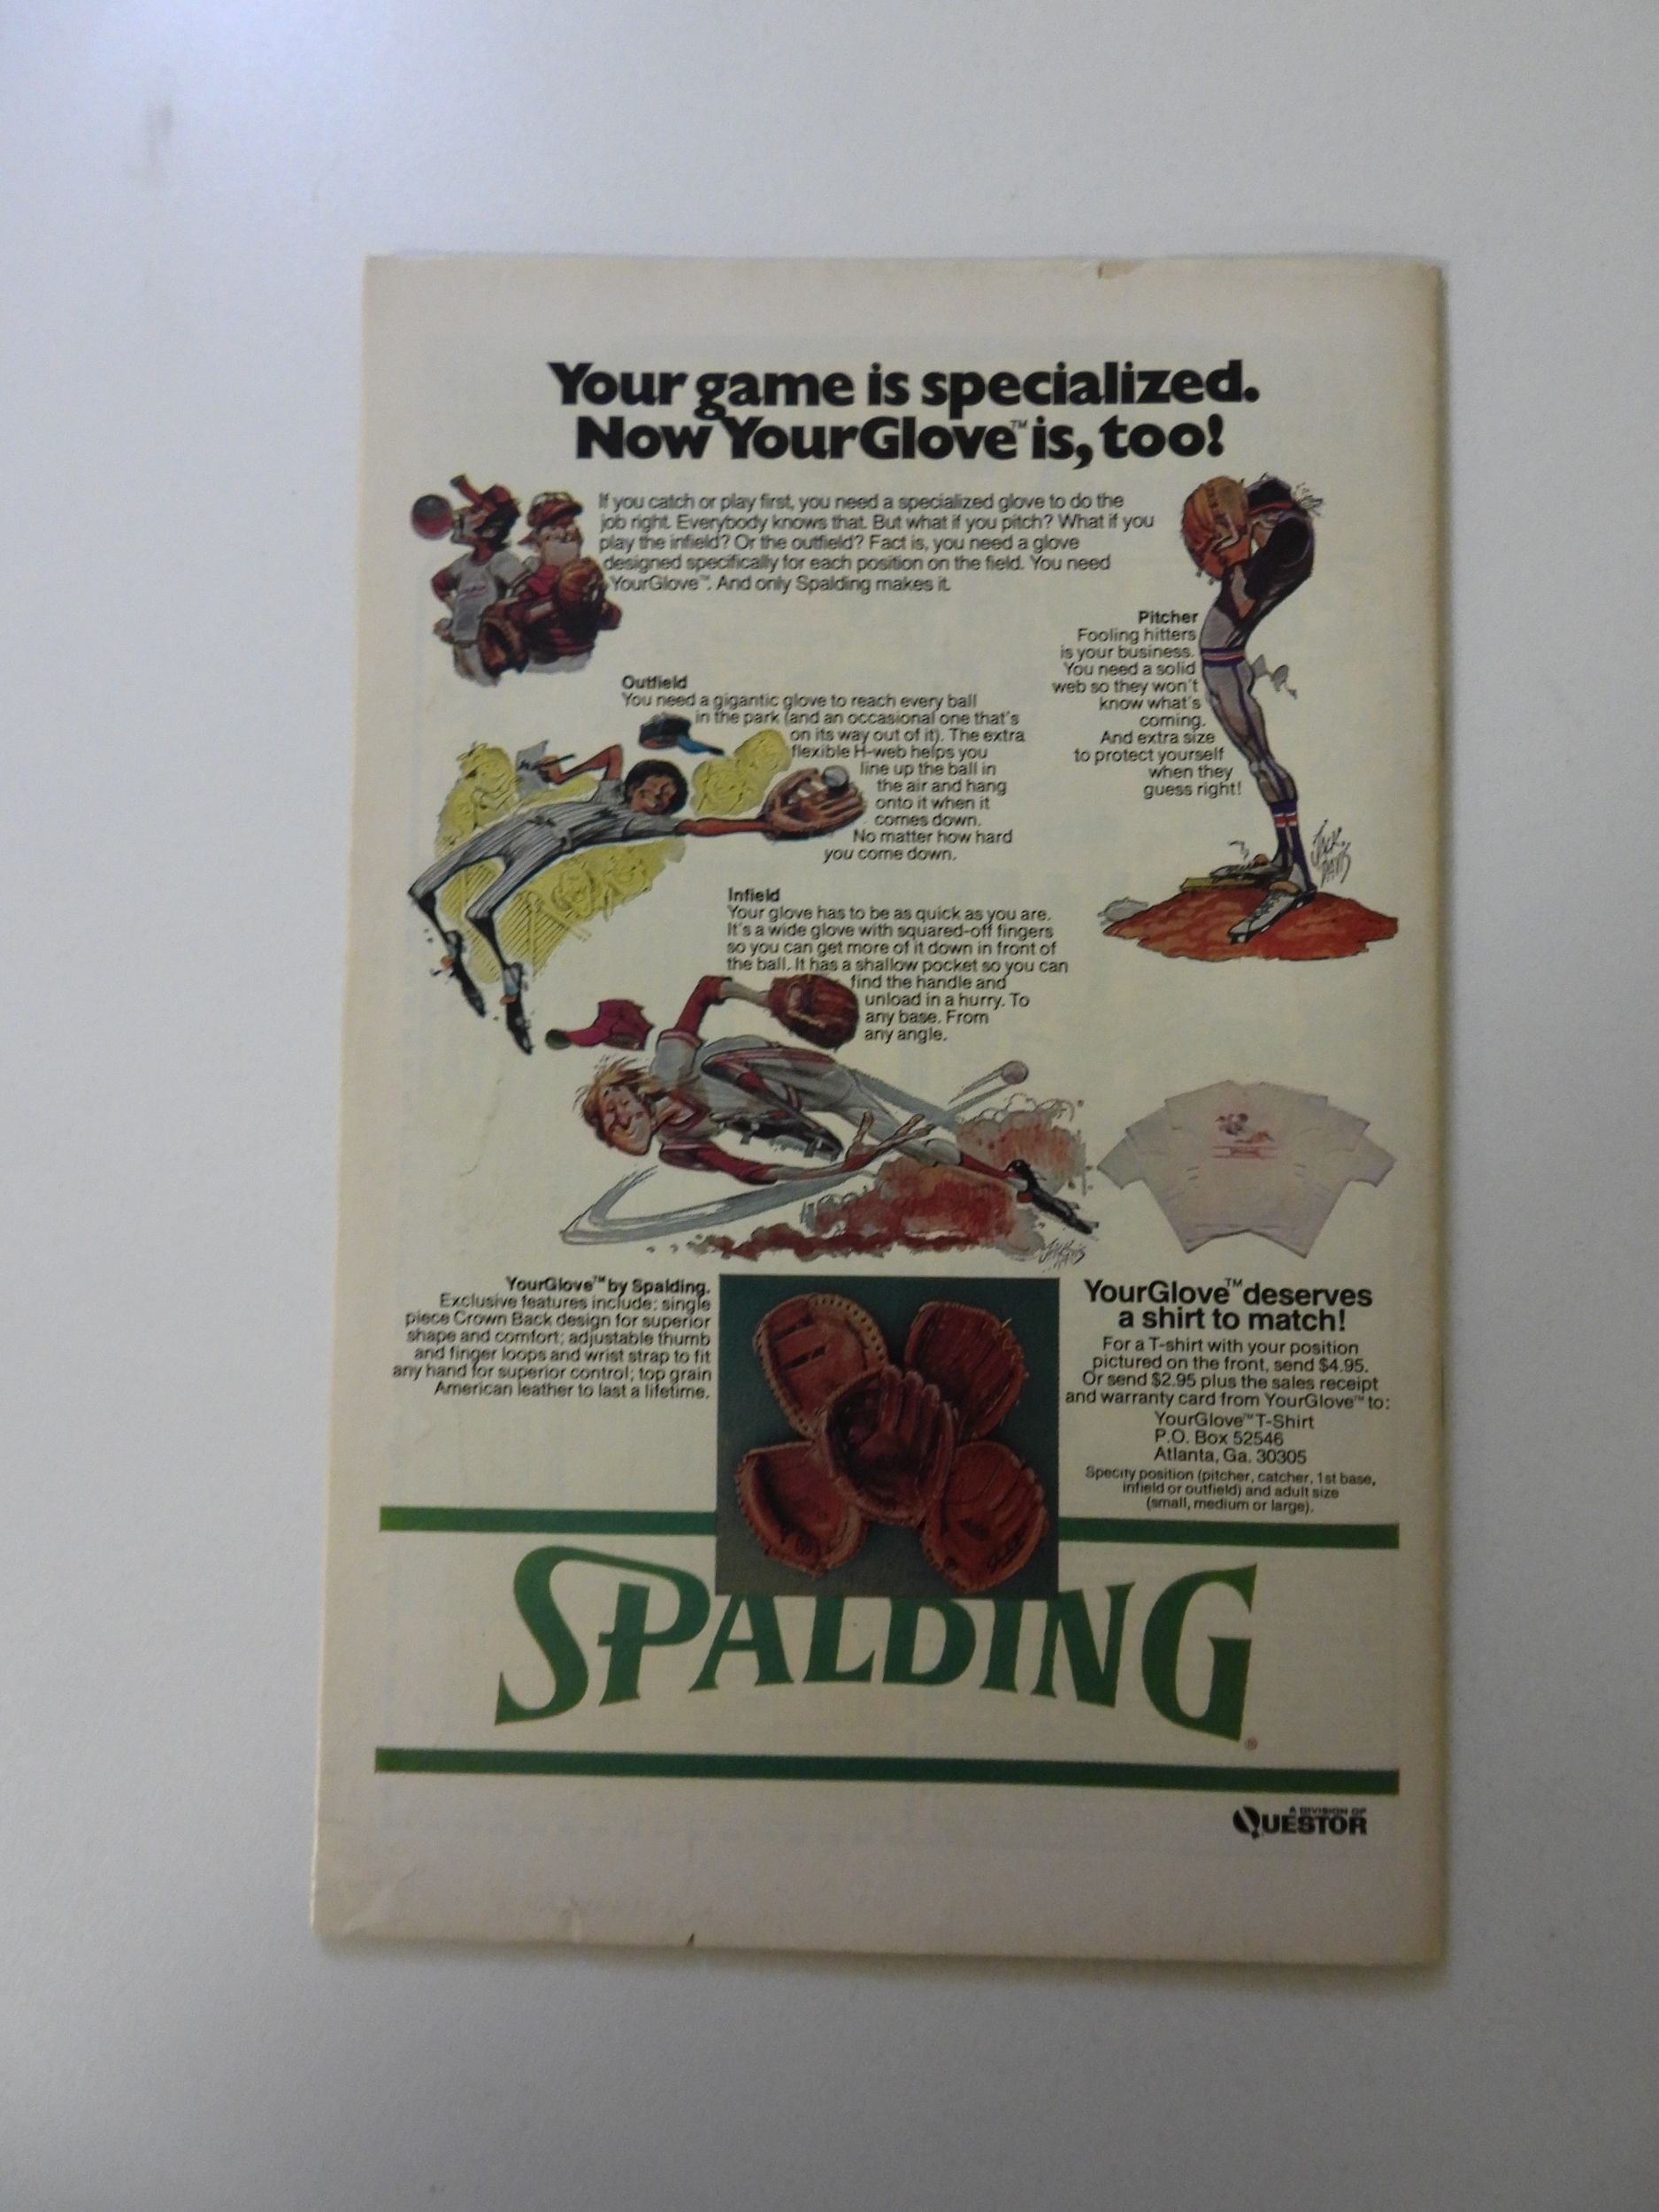 Your game is specialized.
Now YourGlove™ is, too!
If you catch or play first, you need a specialized glove to do the
job right. Everybody knows that. But what if you pitch? What if you
play the infield? Or the outfield? Fact is, you need a glove
designed specifically for each position on the field. You need
YourGlove™. And only Spalding makes it.
Pitcher
Fooling hitters
is your business.
You need a solid
web so they won't
know what's
coming.
And extra size
to protect yourself
when they
guess right!
JACK DAVIS
Outfield
You need a gigantic glove to reach every ball
in the park (and an occasional one that's
on its way out of it). The extra
flexible H-web helps you
line up the ball in
the air and hang
onto it when it
comes down.
No matter how hard
you come down.
Infield
Your glove has to be as quick as you are.
It's a wide glove with squared-off fingers
so you can get more of it down in front of
the ball. It has a shallow pocket so you can
find the handle and
unload in a hurry. To
any base. From
any angle.
JACK DAVIS
YourGlove™ by Spalding.
Exclusive features include: single
piece Crown Back design for superior
shape and comfort; adjustable thumb
and finger loops and wrist strap to fit
any hand for superior control; top grain
American leather to last a lifetime.
YourGlove™ deserves
a shirt to match!
For a T-shirt with your position
pictured on the front, send $4.95.
Or send $2.95 plus the sales receipt
and warranty card from YourGlove™ to:
YourGlove™ T-Shirt
P.O. Box 52546
Atlanta, Ga. 30305
Specify position (pitcher, catcher, 1st base,
infield or outfield) and adult size
(small, medium or large).
SPALDING®
A DIVISION OF
QUESTOR